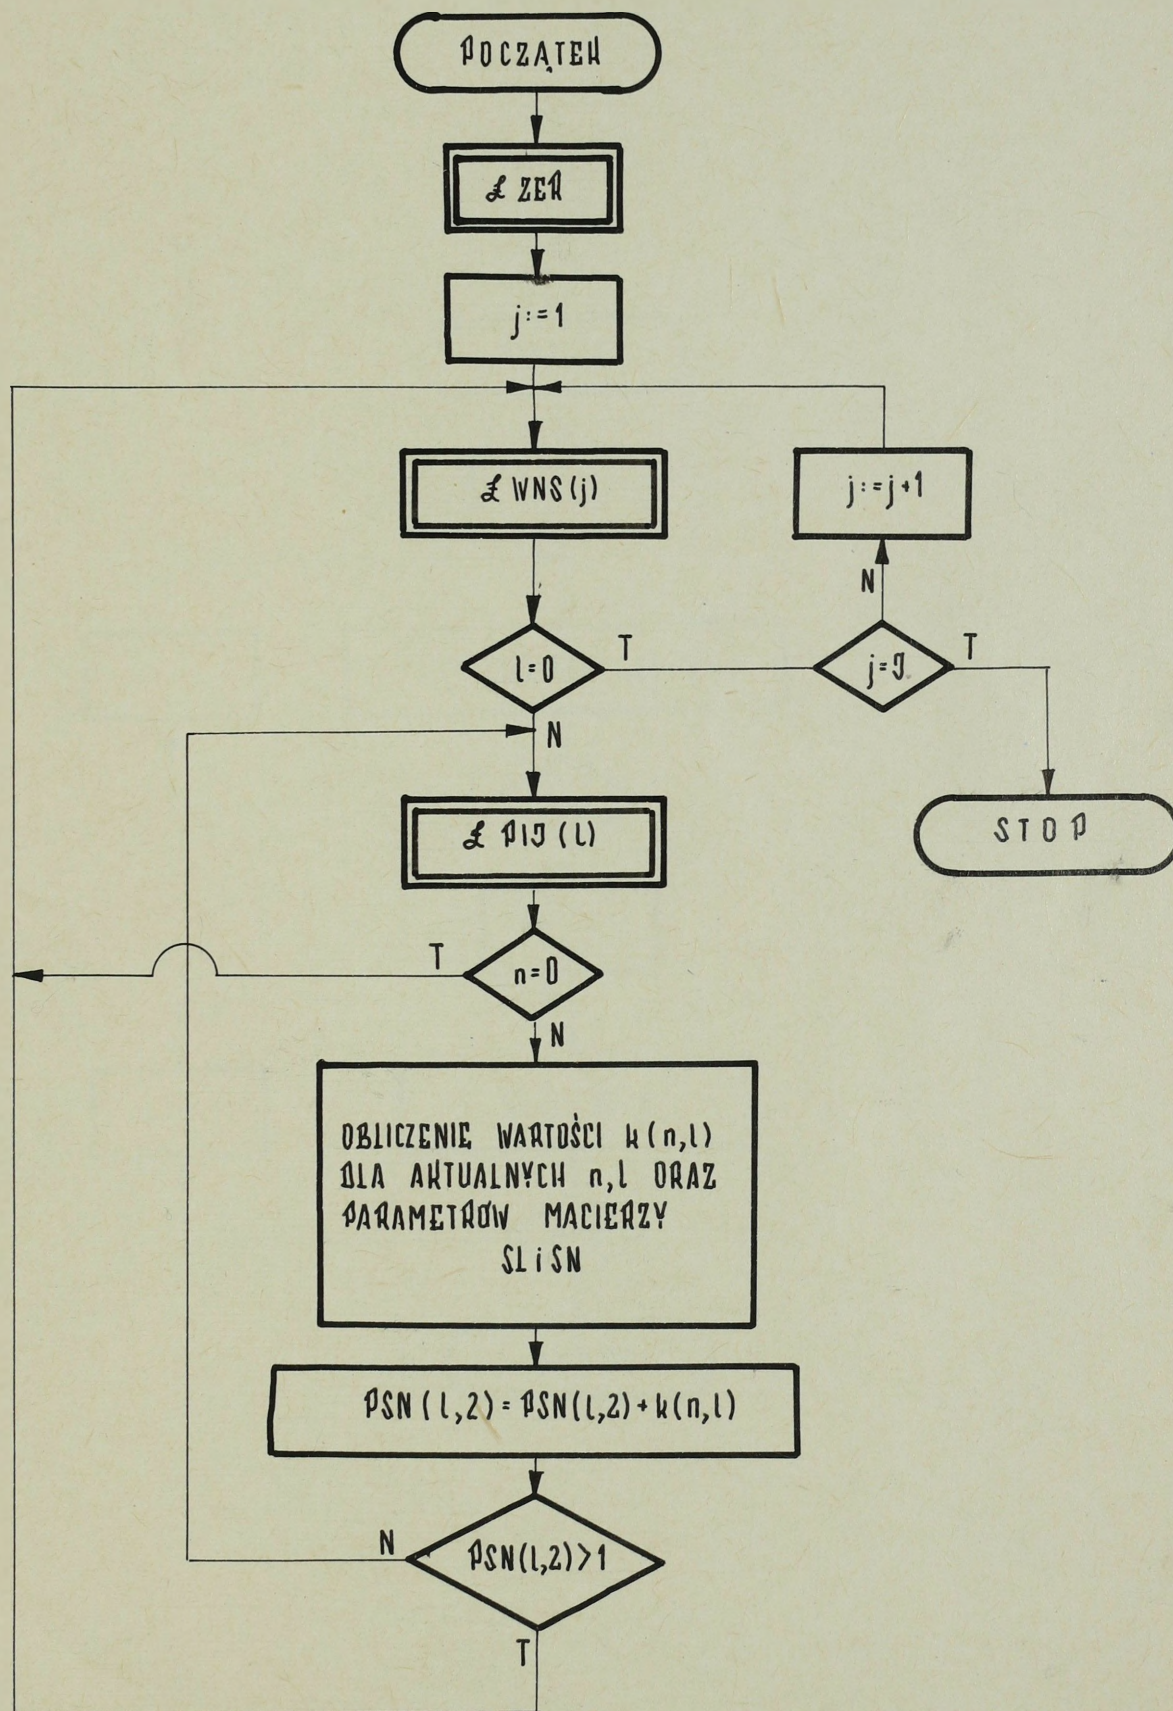 POCZĄTEK
£ ZER
j:=1
£ WNS(j)
j:=j+1
N
l=0
T
j=J
T
N
£ PIJ(l)
STOP
T
n=0
N
OBLICZENIE WARTOŚCI k(n,l)
DLA AKTUALNYCH n,l ORAZ
PARAMETRÓW MACIERZY
SL i SN
PSN(l,2)=PSN(l,2)+k(n,l)
N
PSN(l,2)>1
T